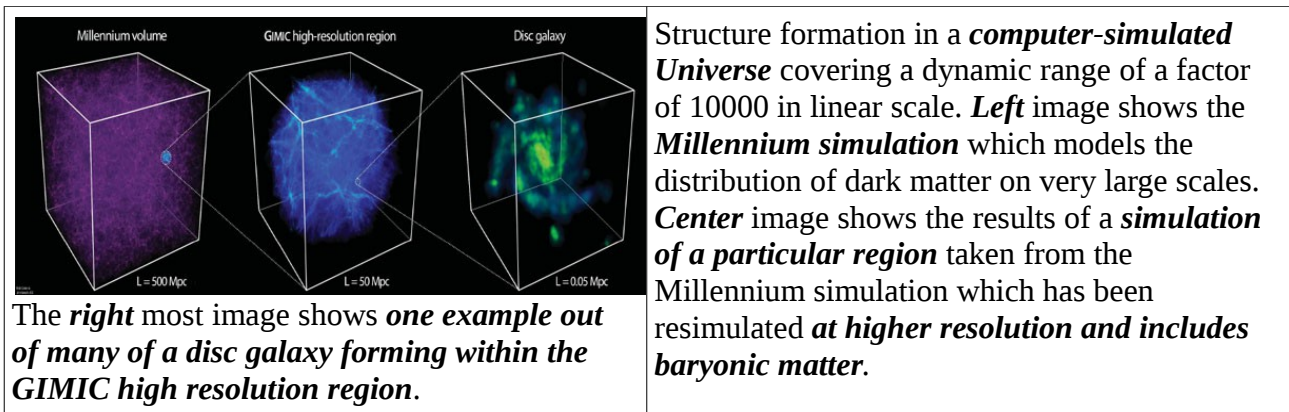 Millennium volume
GIMIC high-resolution region
Disc galaxy
L = 500 Mpc
L = 50 Mpc
L = 0.05 Mpc
The right most image shows one example out
of many of a disc galaxy forming within the
GIMIC high resolution region.
Structure formation in a computer-simulated
Universe covering a dynamic range of a factor
of 10000 in linear scale. Left image shows the
Millennium simulation which models the
distribution of dark matter on very large scales.
Center image shows the results of a simulation
of a particular region taken from the
Millennium simulation which has been
resimulated at higher resolution and includes
baryonic matter.